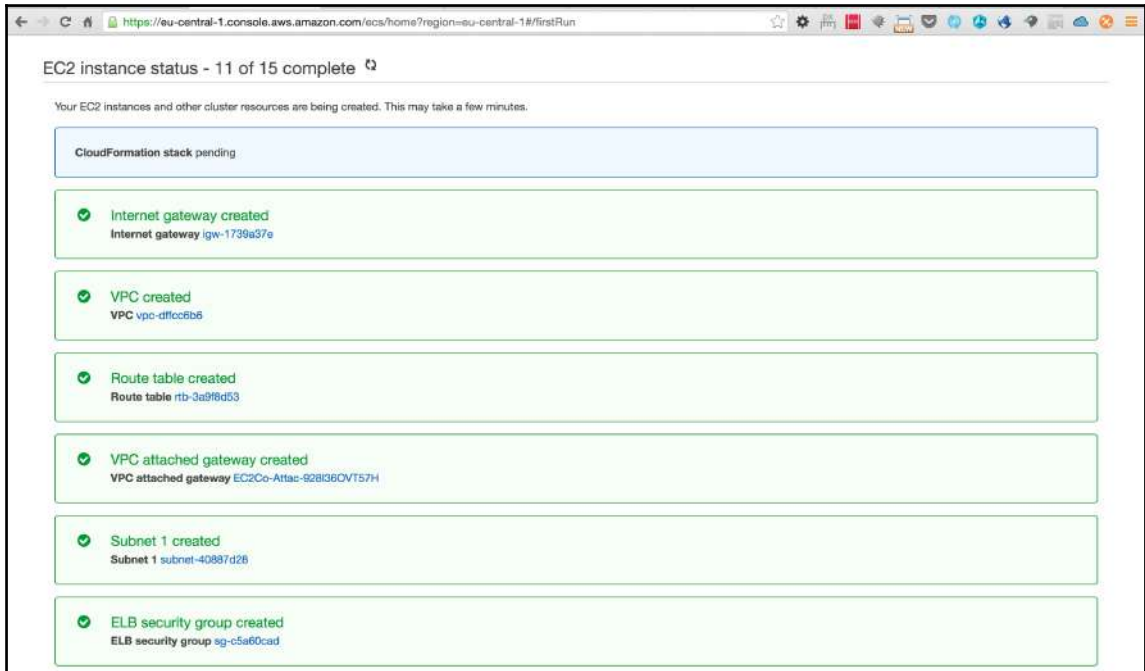 https://eu-central-1.console.aws.amazon.com/ecs/home?region=eu-central-1#/firstRun
EC2 instance status - 11 of 15 complete
Your EC2 instances and other cluster resources are being created. This may take a few minutes.
CloudFormation stack pending
Internet gateway created
Internet gateway igw-1739a37e
VPC created
VPC vpc-dffcc6b6
Route table created
Route table rtb-3a9f8d53
VPC attached gateway created
VPC attached gateway EC2Co-Attac-928I36OVT57H
Subnet 1 created
Subnet 1 subnet-40887d28
ELB security group created
ELB security group sg-c5a60cad